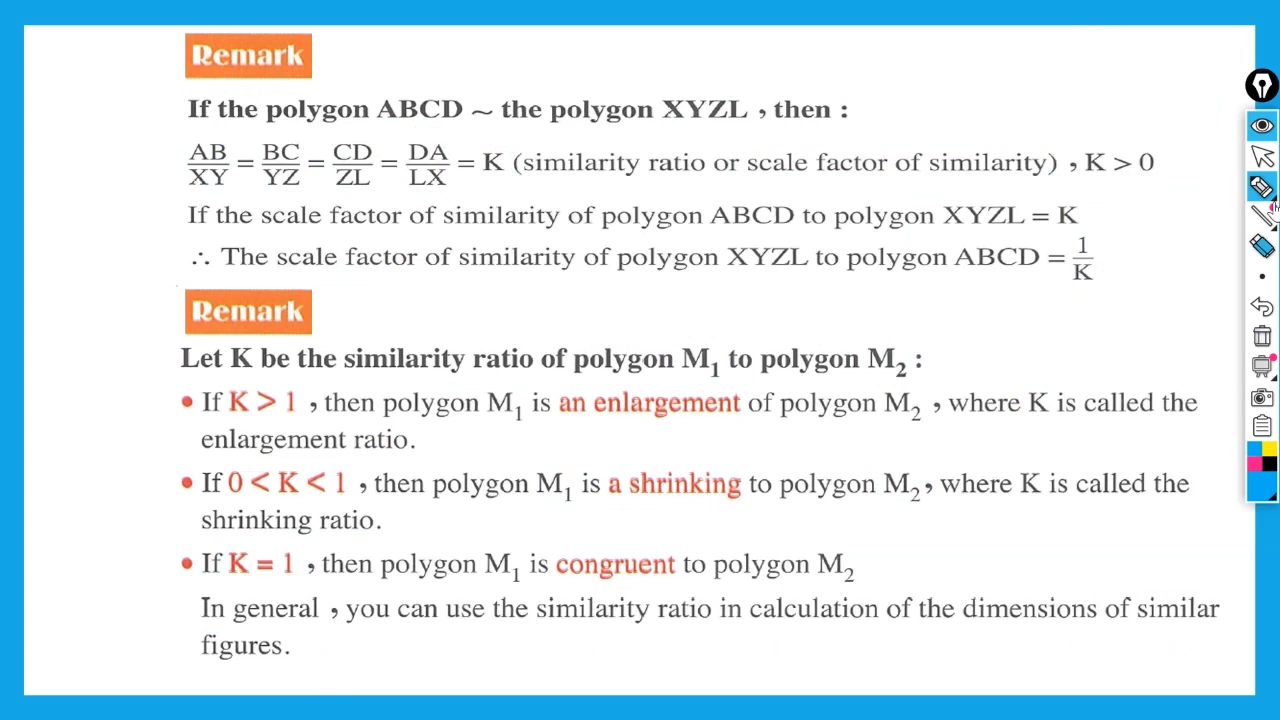 Remark
If the polygon ABCD ~ the polygon XYZL , then :
AB/XY = BC/YZ = CD/ZL = DA/LX = K (similarity ratio or scale factor of similarity) , K > 0
If the scale factor of similarity of polygon ABCD to polygon XYZL = K
∴ The scale factor of similarity of polygon XYZL to polygon ABCD = 1/K
Remark
Let K be the similarity ratio of polygon M₁ to polygon M₂ :
• If K > 1 , then polygon M₁ is an enlargement of polygon M₂ , where K is called the
enlargement ratio.
• If 0 < K < 1 , then polygon M₁ is a shrinking to polygon M₂, where K is called the
shrinking ratio.
• If K = 1 , then polygon M₁ is congruent to polygon M₂
In general , you can use the similarity ratio in calculation of the dimensions of similar
figures.